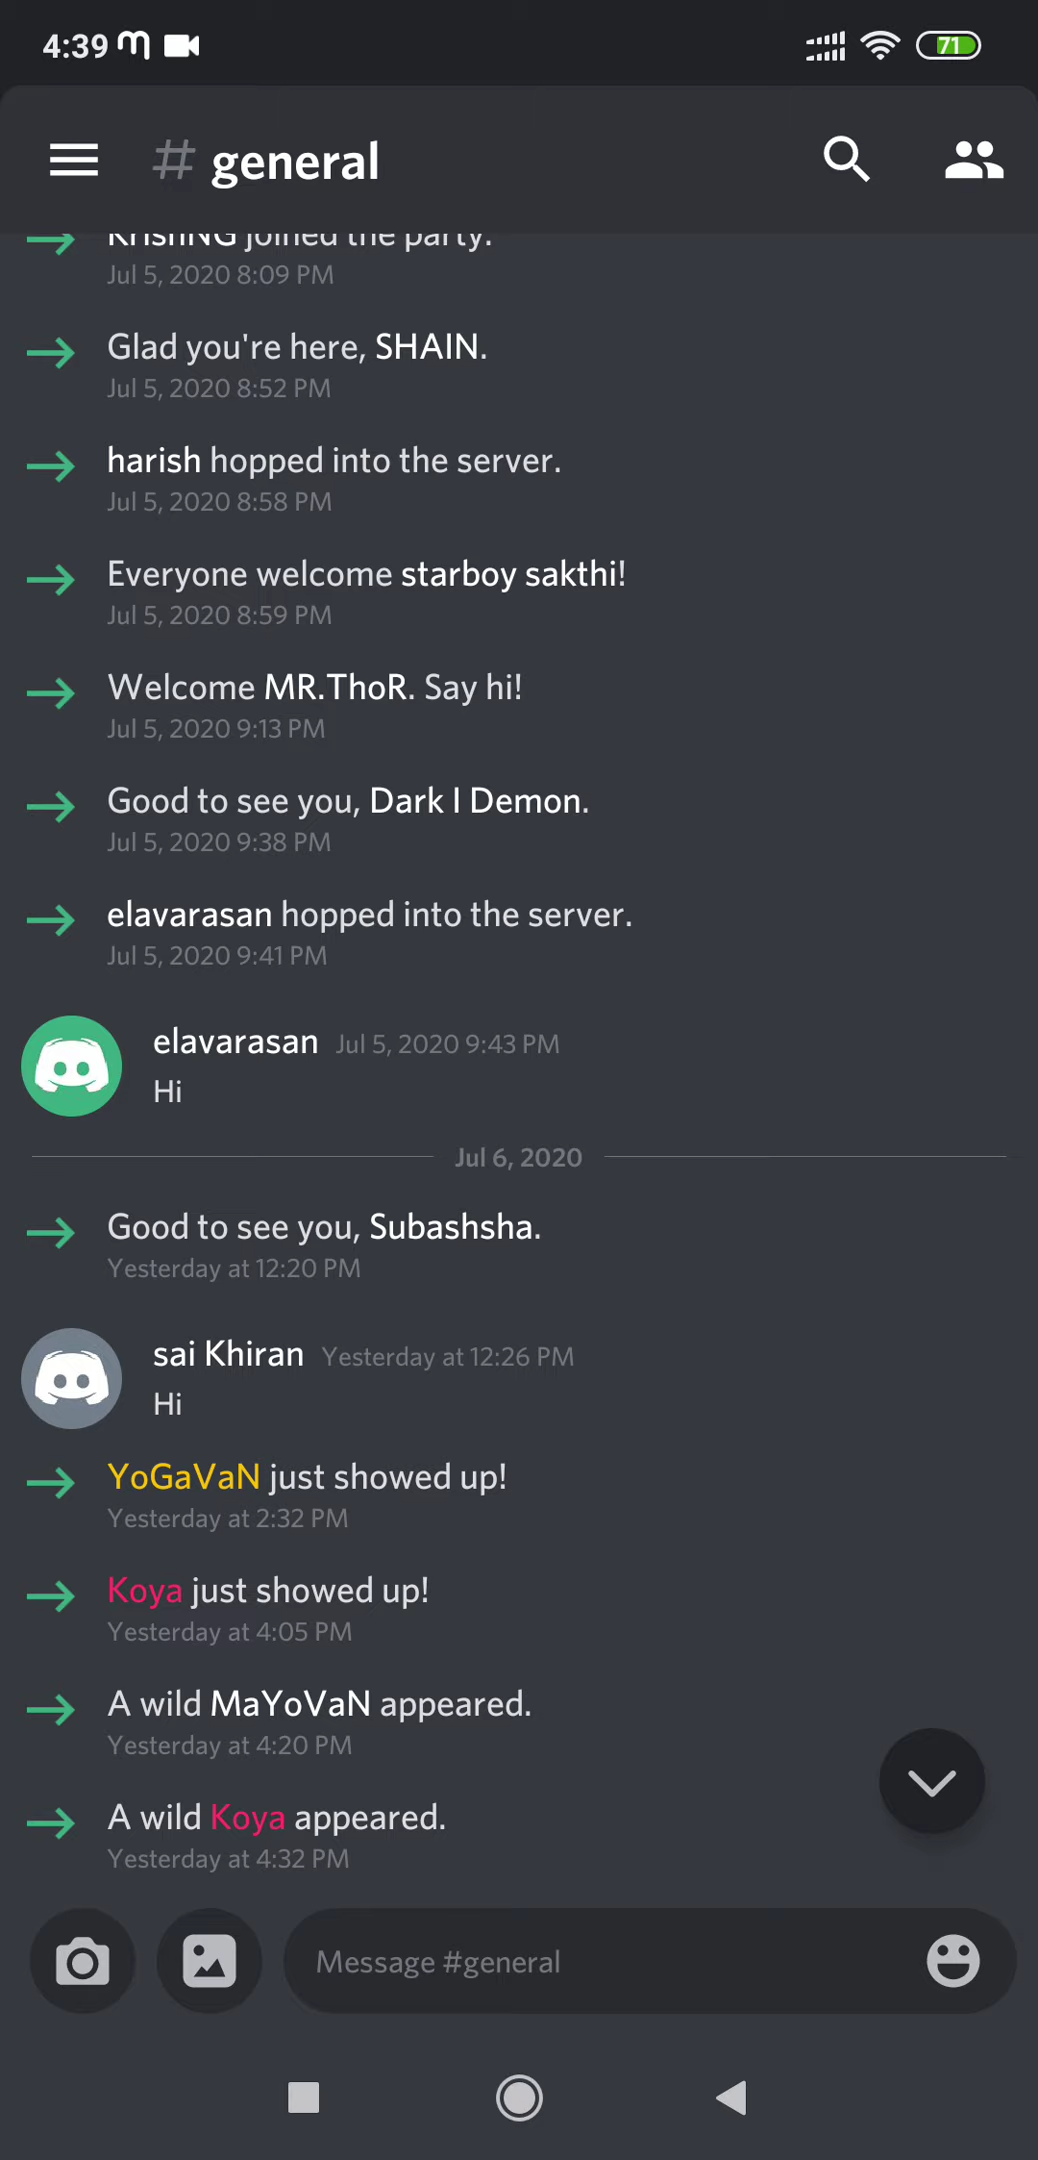 4:39
71
# general
KrishNG joined the party.
Jul 5, 2020 8:09 PM
Glad you're here, SHAIN.
Jul 5, 2020 8:52 PM
harish hopped into the server.
Jul 5, 2020 8:58 PM
Everyone welcome starboy sakthi!
Jul 5, 2020 8:59 PM
Welcome MR.ThoR. Say hi!
Jul 5, 2020 9:13 PM
Good to see you, Dark I Demon.
Jul 5, 2020 9:38 PM
elavarasan hopped into the server.
Jul 5, 2020 9:41 PM
elavarasan Jul 5, 2020 9:43 PM
Hi
Jul 6, 2020
Good to see you, Subashsha.
Yesterday at 12:20 PM
sai Khiran Yesterday at 12:26 PM
Hi
YoGaVaN just showed up!
Yesterday at 2:32 PM
Koya just showed up!
Yesterday at 4:05 PM
A wild MaYoVaN appeared.
Yesterday at 4:20 PM
A wild Koya appeared.
Yesterday at 4:32 PM
Message #general